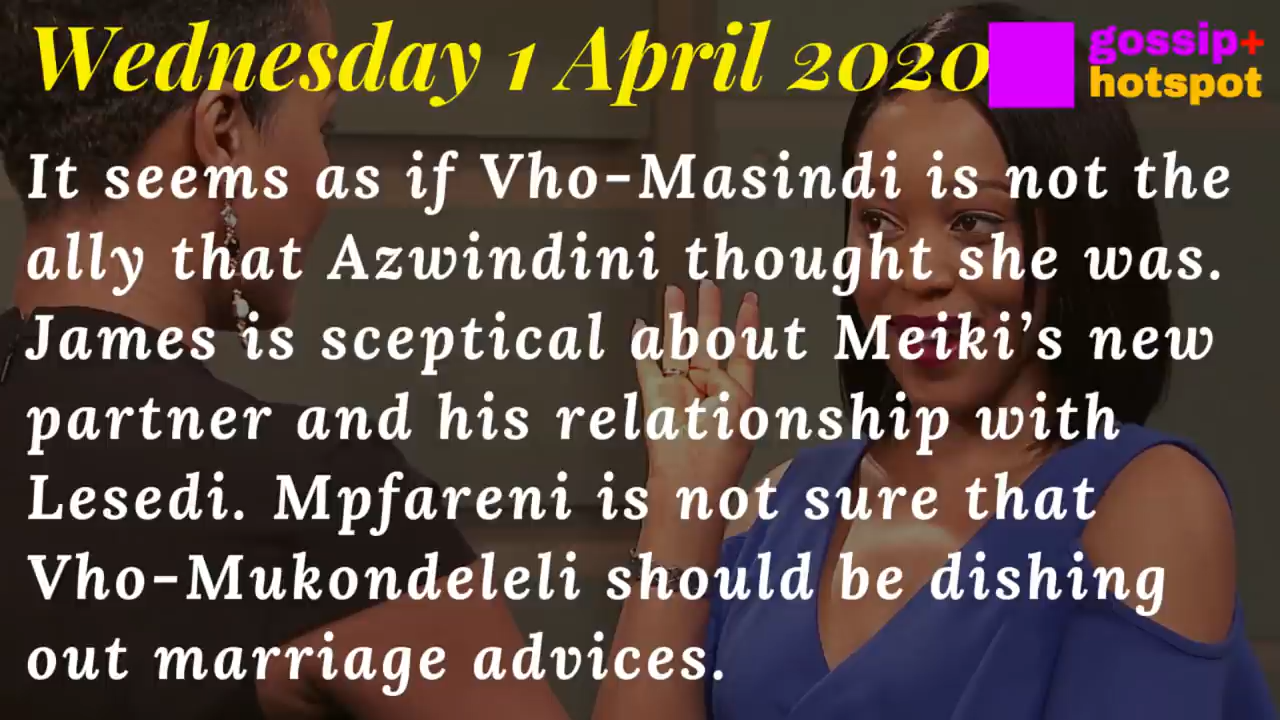 Wednesday 1 April 2020
gossip+
hotspot
It seems as if Vho-Masindi is not the
ally that Azwindini thought she was.
James is sceptical about Meiki’s new
partner and his relationship with
Lesedi. Mpfareni is not sure that
Vho-Mukondeleli should be dishing
out marriage advices.